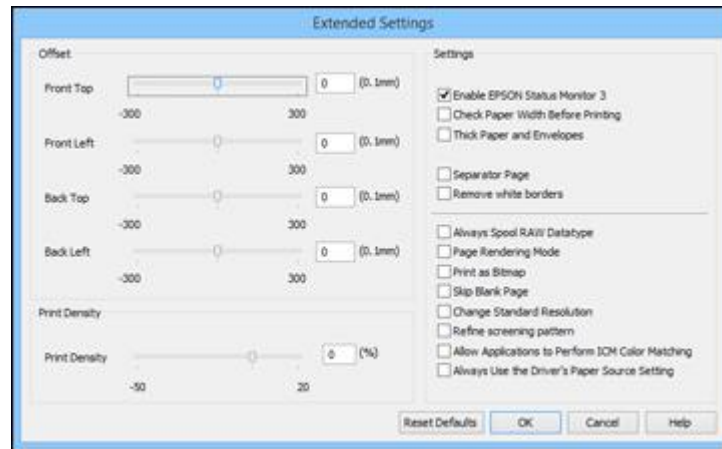 Extended Settings
Offset
Front Top 0 (0.1mm)
-300 300
Front Left 0 (0.1mm)
-300 300
Back Top 0 (0.1mm)
-300 300
Back Left 0 (0.1mm)
-300 300
Print Density
Print Density 0 (%)
-50 20
Settings
Enable EPSON Status Monitor 3
Check Paper Width Before Printing
Thick Paper and Envelopes
Separator Page
Remove white borders
Always Spool RAW Datatype
Page Rendering Mode
Print as Bitmap
Skip Blank Page
Change Standard Resolution
Refine screening pattern
Allow Applications to Perform ICM Color Matching
Always Use the Driver's Paper Source Setting
Reset Defaults OK Cancel Help